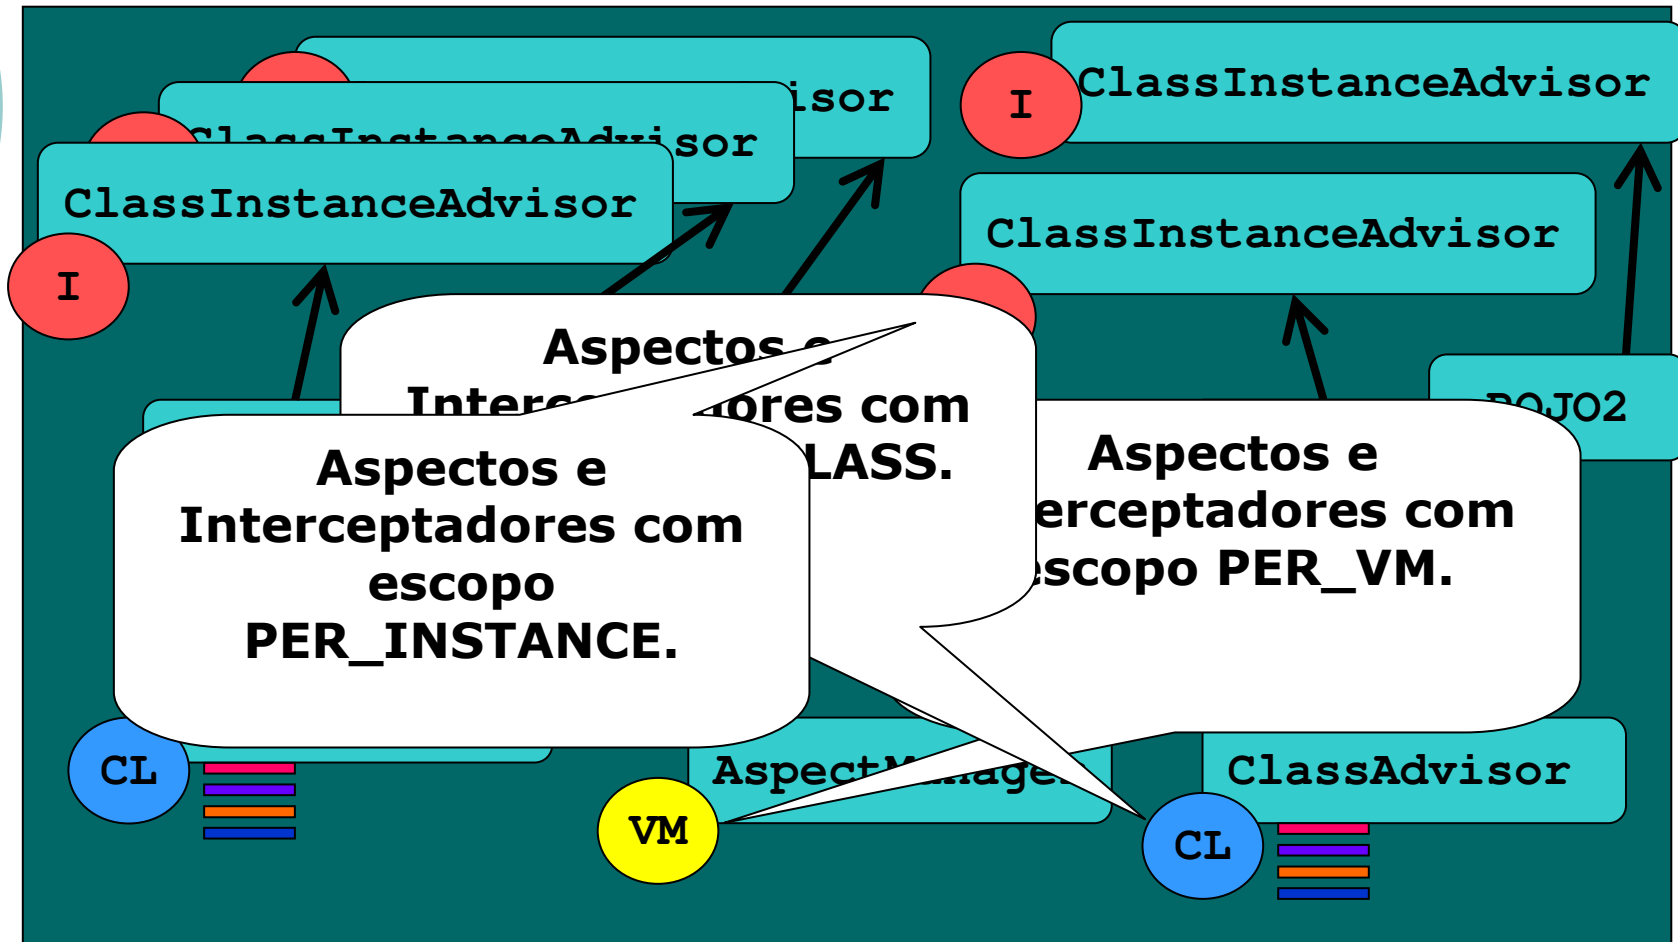 isor
ClassInstanceAdvisor
I
ClassInstanceAdvisor
ClassInstanceAdvisor
I
ClassInstanceAdvisor
Aspectos e
com
LASS.
POJO2
Aspectos e
Interceptadores com
escopo
PER_INSTANCE.
Aspectos e
erceptadores com
escopo PER_VM.
CL
VM
AspectManager
CL
ClassAdvisor